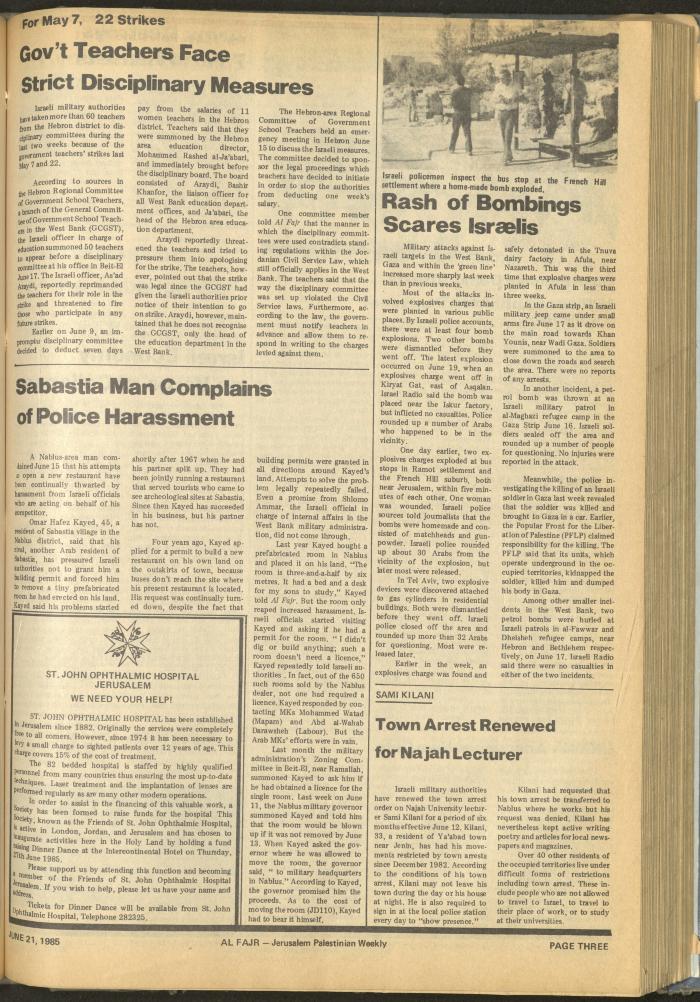 For May 7, 22 Strikes
Gov't Teachers Face
Strict Disciplinary Measures
Israeli military authorities
have taken more than 60 teachers
from the Hebron district to dis-
ciplinary committees during the
last two weeks because of the
government teachers' strikes last
May 7 and 22.
According to sources in
the Hebron Regional Committee
of Government School Teachers,
a branch of the General Commit-
tee of Government School Teach-
ers in the West Bank (GCGST),
the Israeli officer in charge of
education summoned 50 teachers
to appear before a disciplinary
committee at his office in Beit-El
June 17. The Israeli officer, Arad
Araydi, reportedly reprimanded
the teachers for their role in the
strike and threatened to fire
those who participate in any
future strikes.
Earlier on June 9, an im-
promptu disciplinary committee
decided to deduct seven days
pay from the salaries of 11
women teachers in the Hebron
district. Teachers said that they
were summoned by the Hebron
area education director,
Mohammed Rashed al-Ja'abari,
and immediately brought before
the disciplinary board. The board
consisted of Araydi, Bashir
Khanfor, the liaison officer for
all West Bank education depart-
ment offices, and Ja'abari, the
head of the Hebron area educa-
tion department.
Araydi reportedly threat-
ened the teachers and tried to
pressure them into apologising
for the strike. The teachers, how-
ever, pointed out that the strike
was legal since the GCGST had
given the Israeli authorities prior
notice of their intention to go
on strike. Araydi, however, main-
tained that he does not recognise
the GCGST, only the head of
the education department in the
West Bank.
The Hebron-area Regional
Committee of Government
School Teachers held an emer-
gency meeting in Hebron June
15 to discuss the Israeli measures.
The committee decided to spon-
sor the legal proceedings which
teachers have decided to initiate
in order to stop the authorities
from deducting one week's
salary.
One committee member
told Al Fajr that the manner in
which the disciplinary commit-
tees were used contradicts stand-
ing regulations within the Jor-
danian Civil Service Law, which
still officially applies in the West
Bank. The teachers said that the
way the disciplinary committee
was set up violated the Civil
Service laws. Furthermore, ac-
cording to the law, the govern-
ment must notify teachers in
advance and allow them to re-
spond in writing to the charges
levied against them.
Israeli policemen inspect the bus stop at the French Hill
settlement where a home-made bomb exploded.
Rash of Bombings
Scares Isrælis
Military attacks against Is-
raeli targets in the West Bank,
Gaza and within the 'green line'
increased more sharply last week
than in previous weeks.
Most of the attacks in-
volved explosives charges that
were planted in various public
places. By Israeli police accounts,
there were at least four bomb
explosions. Two other bombs
were dismantled before they
went off. The latest explosion
occurred on June 19, when an
explosives charge went off in
Kiryat Gat, east of Asqalan.
Israel Radio said the bomb was
placed near the Iskur factory,
but inflicted no casualties. Police
rounded up a number of Arabs
who happened to be in the
vicinity.
One day earlier, two ex-
plosives charges exploded at bus
stops in Ramot settlement and
the French Hill suburb, both
near Jerusalem, within five min-
utes of each other. One woman
was wounded. Israeli police
sources told journalists that the
bombs were homemade and con-
sisted of matchheads and gun-
powder. Israeli police rounded
up about 30 Arabs from the
vicinity of the explosion, but
later most were released.
In Tel Aviv, two explosive
devices were discovered attached
to gas cylinders in residential
buildings. Both were dismantled
before they went off. Israeli
police closed off the area and
rounded up more than 32 Arabs
for questioning. Most were re-
leased later.
Earlier in the week, an
explosives charge was found and
safely detonated in the Tnuva
dairy factory in Afula, near
Nazareth. This was the third
time that explosive charges were
planted in Afula in less than
three weeks.
In the Gaza strip, an Israeli
military jeep came under small
arms fire June 17 as it drove on
the main road towards Khan
Younis, near Wadi Gaza. Soldiers
were summoned to the area to
close down the roads and search
the area. There were no reports
of any arrests.
In another incident, a pet-
rol bomb was thrown at an
Israeli military patrol in
al-Maghazi refugee camp in the
Gaza Strip June 16. Israeli sol-
diers sealed off the area and
rounded up a number of people
for questioning. No injuries were
reported in the attack.
Meanwhile, the police in-
vestigating the killing of an Israeli
soldier in Gaza last week revealed
that the soldier was killed and
brought to Gaza in a car. Earlier,
the Popular Front for the Liber-
ation of Palestine (PFLP) claimed
responsibility for the killing. The
PFLP said that its units, which
operate underground in the oc-
cupied territories, kidnapped the
soldier, killed him and dumped
his body in Gaza.
Among other smaller inci-
dents in the West Bank, two
petrol bombs were hurled at
Israeli patrols in al-Fawwar and
Dheisheh refugee camps, near
Hebron and Bethlehem respec-
tively, on June 17. Israeli Radio
said there were no casualties in
either of the two incidents.
Sabastia Man Complains
of Police Harassment
A Nablus-area man com-
plained June 15 that his attempts
to open a new restaurant have
been continually thwarted by
harassment from Israeli officials
who are acting on behalf of his
competitor.
Omar Hafez Kayed, 45, a
resident of Sabastia village in the
Nablus district, said that his
rival, another Arab resident of
Sabastia, has pressured Israeli
authorities not to grant him a
building permit and forced him
to remove a tiny prefabricated
room he had erected on his land.
Kayed said his problems started
shortly after 1967 when he and
his partner split up. They had
been jointly running a restaurant
that served tourists who came to
see archeological sites at Sabastia.
Since then Kayed has succeeded
in his business, but his partner
has not.
Four years ago, Kayed ap-
plied for a permit to build a new
restaurant on his own land on
the outskirts of town, because
buses don't reach the site where
his present restaurant is located.
His request was continually turn-
ed down, despite the fact that
building permits were granted in
all directions around Kayed's
land. Attempts to solve the prob-
lem legally repeatedly failed.
Even a promise from Shlomo
Ammar, the Israeli official in
charge of internal affairs in the
West Bank military administra-
tion, did not come through.
Last year Kayed bought a
prefabricated room in Nablus
and placed it on his land. "The
room is three-and-a-half by six
metres. It had a bed and a desk
for my sons to study," Kayed
told Al Fajr. But the room only
reaped increased harassment. Is-
raeli officials started visiting
Kayed and asking if he had a
permit for the room. " I didn't
dig or build anything; such a
room doesn't need a licence,"
Kayed repeatedly told Israeli au-
thorities . In fact, out of the 650
such rooms sold by the Nablus
dealer, not one had required a
licence. Kayed responded by con-
tacting MKs Mohammed Watad
(Mapam) and Abd al-Wahab
Darawsheh (Labour). But the
Arab MKs' efforts were in vain.
Last month the military
administration's Zoning Com-
mittee in Beit-El, near Ramallah,
summoned Kayed to ask him if
he had obtained a licence for the
single room. Last week on June
11, the Nablus military governor
summoned Kayed and told him
that the room would be blown
up if it was not removed by June
13. When Kayed asked the gov-
ernor where he was allowed to
move the room, the governor
said, " to military headquarters
in Nablus." According to Kayed,
the governor promised him the
proceeds. As to the cost of
moving the room (JD110), Kayed
had to bear it himself.
ST. JOHN OPHTHALMIC HOSPITAL
JERUSALEM
WE NEED YOUR HELP!
ST. JOHN OPHTHALMIC HOSPITAL has been established
in Jerusalem since 1882. Originally the services were completely
free to all comers. However, since 1974 it has been necessary to
levy a small charge to sighted patients over 12 years of age. This
charge covers 15% of the cost of treatment.
The 82 bedded hospital is staffed by highly qualified
personnel from many countries thus ensuring the most up-to-date
techniques. Laser treatment and the implantation of lenses are
performed regularly as are many other modern operations.
In order to assist in the financing of this valuable work, a
Society has been formed to raise funds for the hospital This
Society, known as the Friends of St. John Ophthalmic Hospital,
is active in London, Jordan, and Jerusalem and has chosen to
inaugurate activities here in the Holy Land by holding a fund
raising Dinner Dance at the Intercontinental Hotel on Thursday,
27th June 1985.
Please support us by attending this function and becoming
a member of the Friends of St. John Ophthalmic Hospital
Jerusalem. If you wish to help, please let us have your name and
address.
Tickets for Dinner Dance will be available from St. John
Ophthalmic Hospital, Telephone 282325.
SAMI KILANI
Town Arrest Renewed
for Najah Lecturer
Israeli military authorities
have renewed the town arrest
order on Najah University lectur-
er Sami Kilani for a period of six
months effective June 12. Kilani,
33, a resident of Ya'abad town
near Jenin, has had his move-
ments restricted by town arrests
since December 1982. According
to the conditions of his town
arrest, Kilani may not leave his
town during the day or his house
at night. He is also required to
sign in at the local police station
every day to "show presence."
Kilani had requested that
his town arrest be transferred to
Nablus where he works but his
request was denied. Kilani has
nevertheless kept active writing
poetry and articles for local news-
papers and magazines.
Over 40 other residents of
the occupied territories live under
difficult forms of restrictions
including town arrest. These in-
clude people who are not allowed
to travel to Israel, to travel to
their place of work, or to study
at their universities.
JUNE 21, 1985
AL FAJR — Jerusalem Palestinian Weekly
PAGE THREE